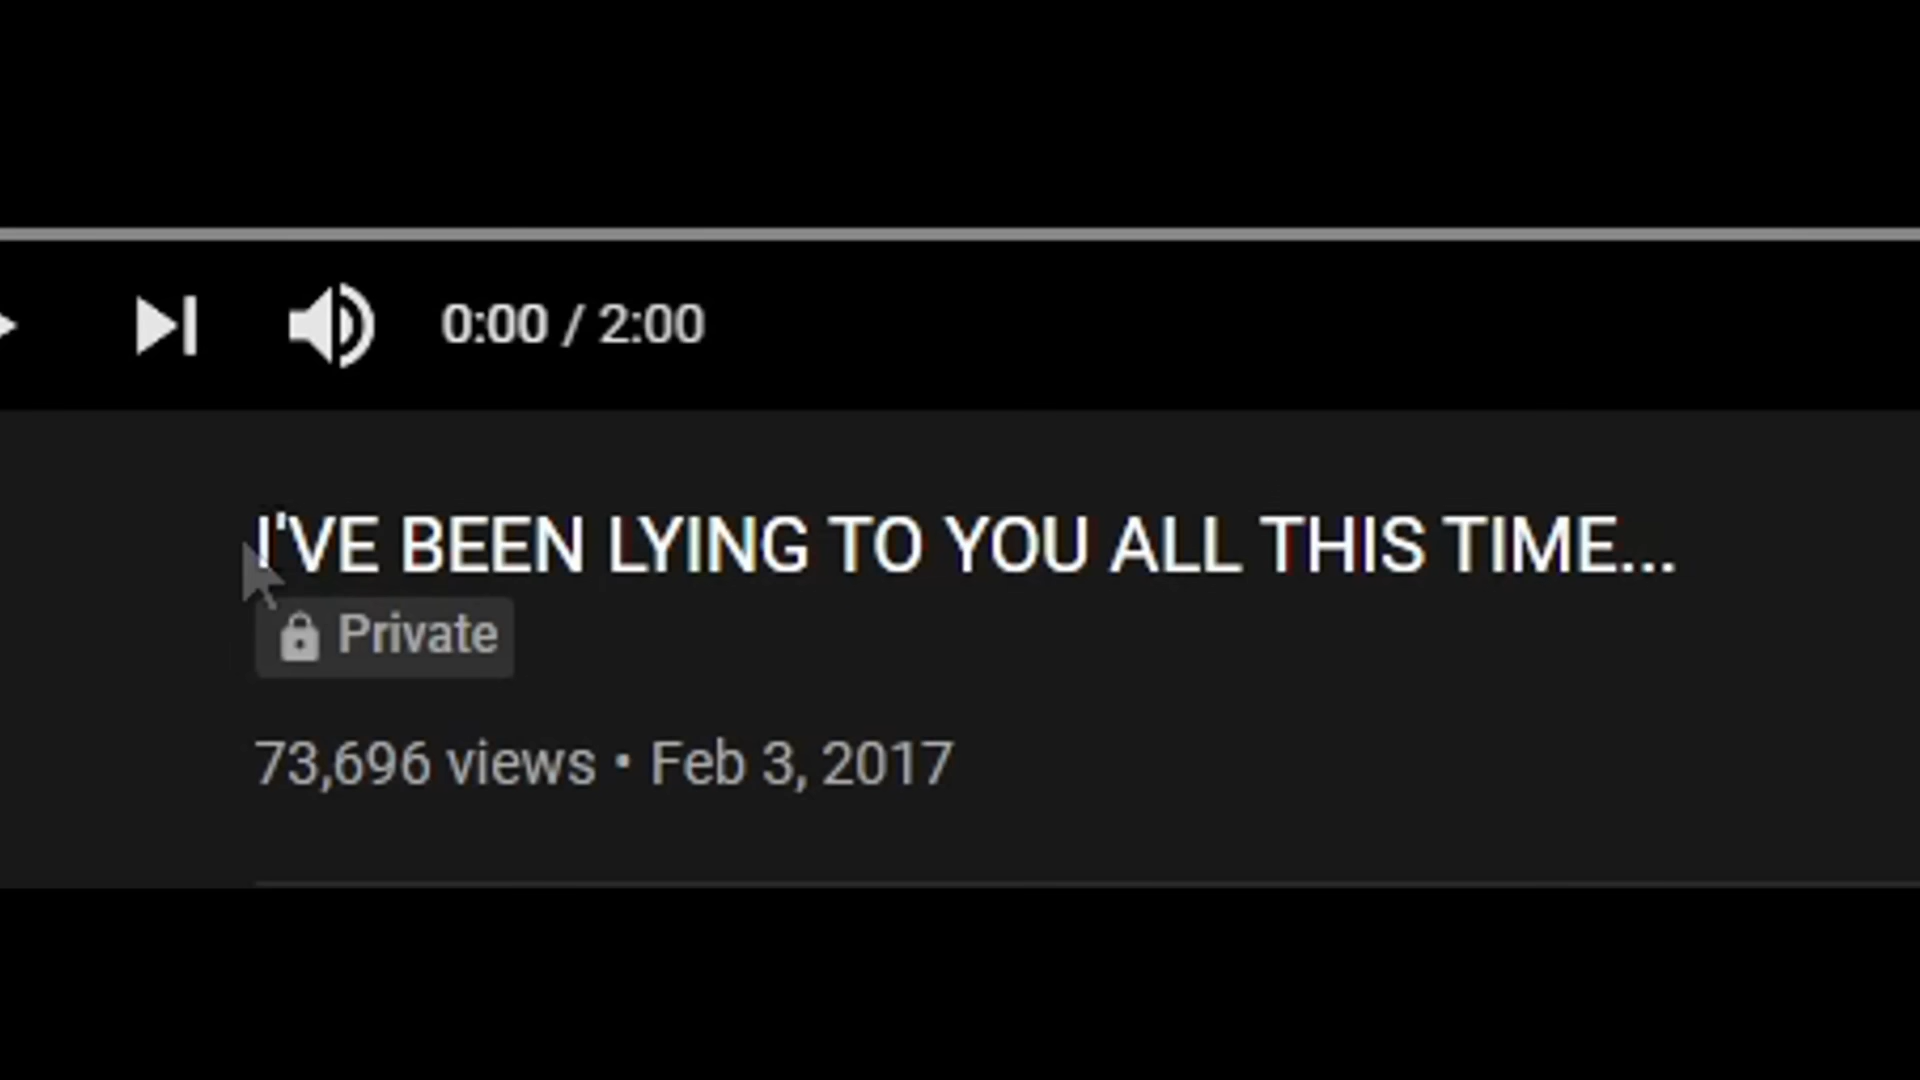 0:00 / 2:00
I'VE BEEN LYING TO YOU ALL THIS TIME...
Private
73,696 views • Feb 3, 2017